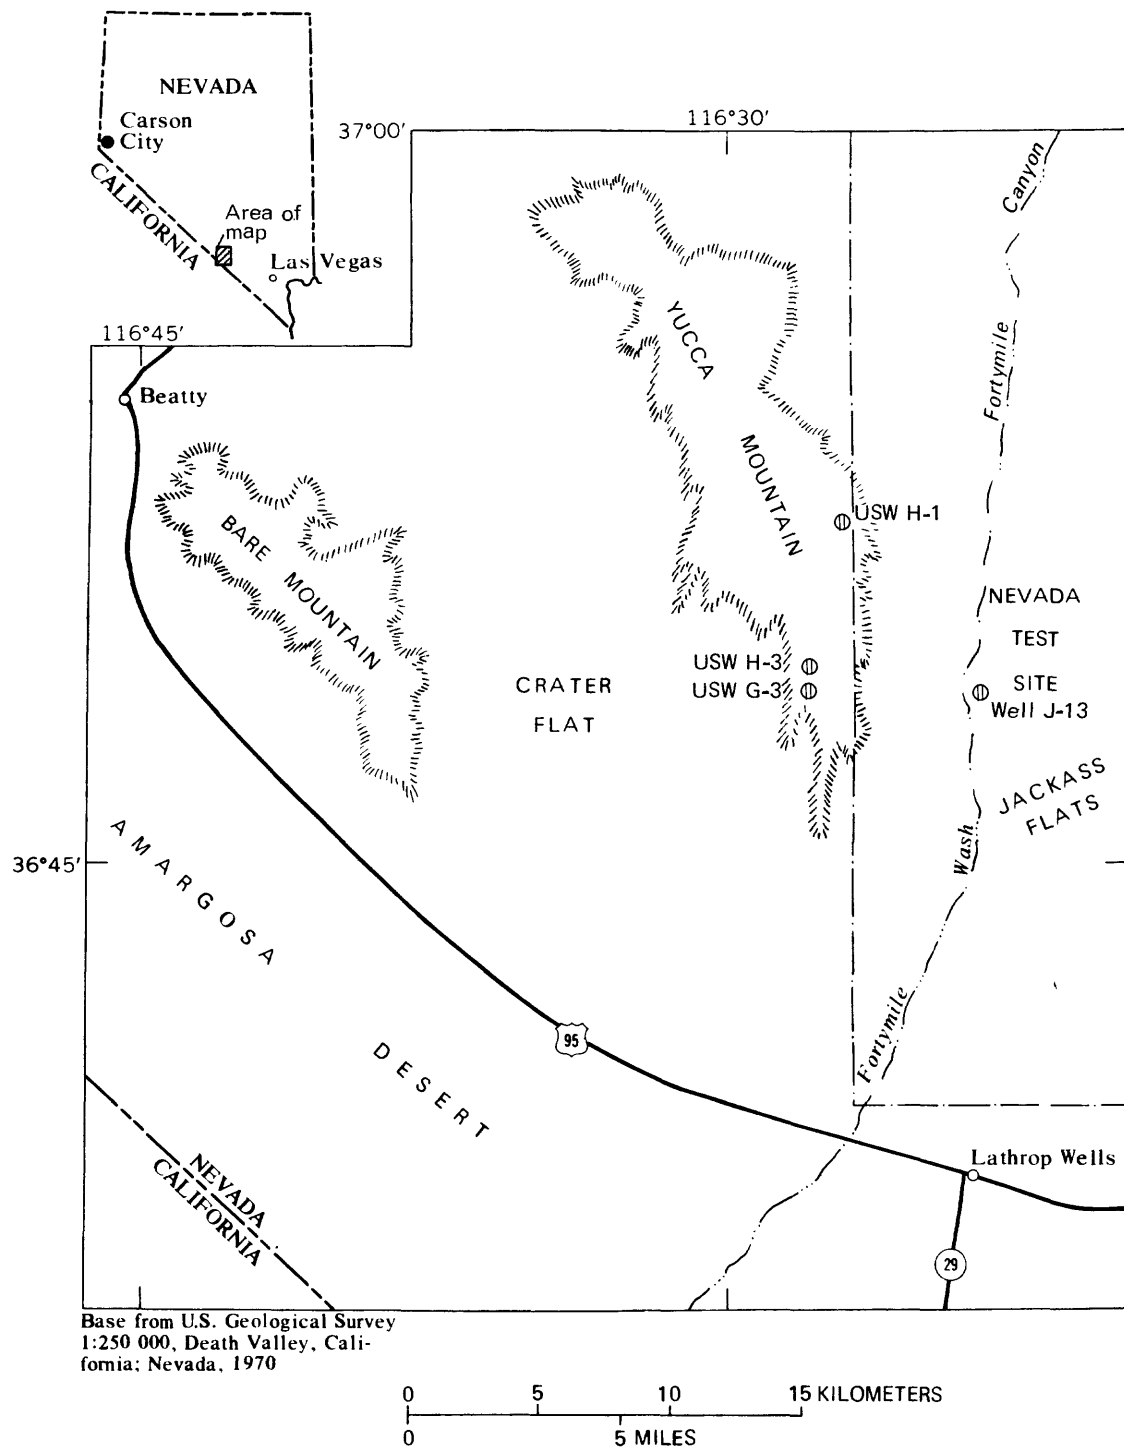 NEVADA
Carson
City
CALIFORNIA
Area of
map
Las Vegas
116°30'
37°00'
116°45'
Beatty
Canyon
Fortymile
YUCCA
MOUNTAIN
BARE
MOUNTAIN
USW H-1
NEVADA
TEST
SITE
USW H-3
USW G-3
Well J-13
CRATER
FLAT
JACKASS
FLATS
36°45'
AMARGOSA
Wash
Fortymile
95
DESERT
Lathrop Wells
NEVADA
CALIFORNIA
29
Base from U.S. Geological Survey
1:250 000, Death Valley, Cali-
fornia; Nevada, 1970
0 5 10 15 KILOMETERS
0 5 MILES